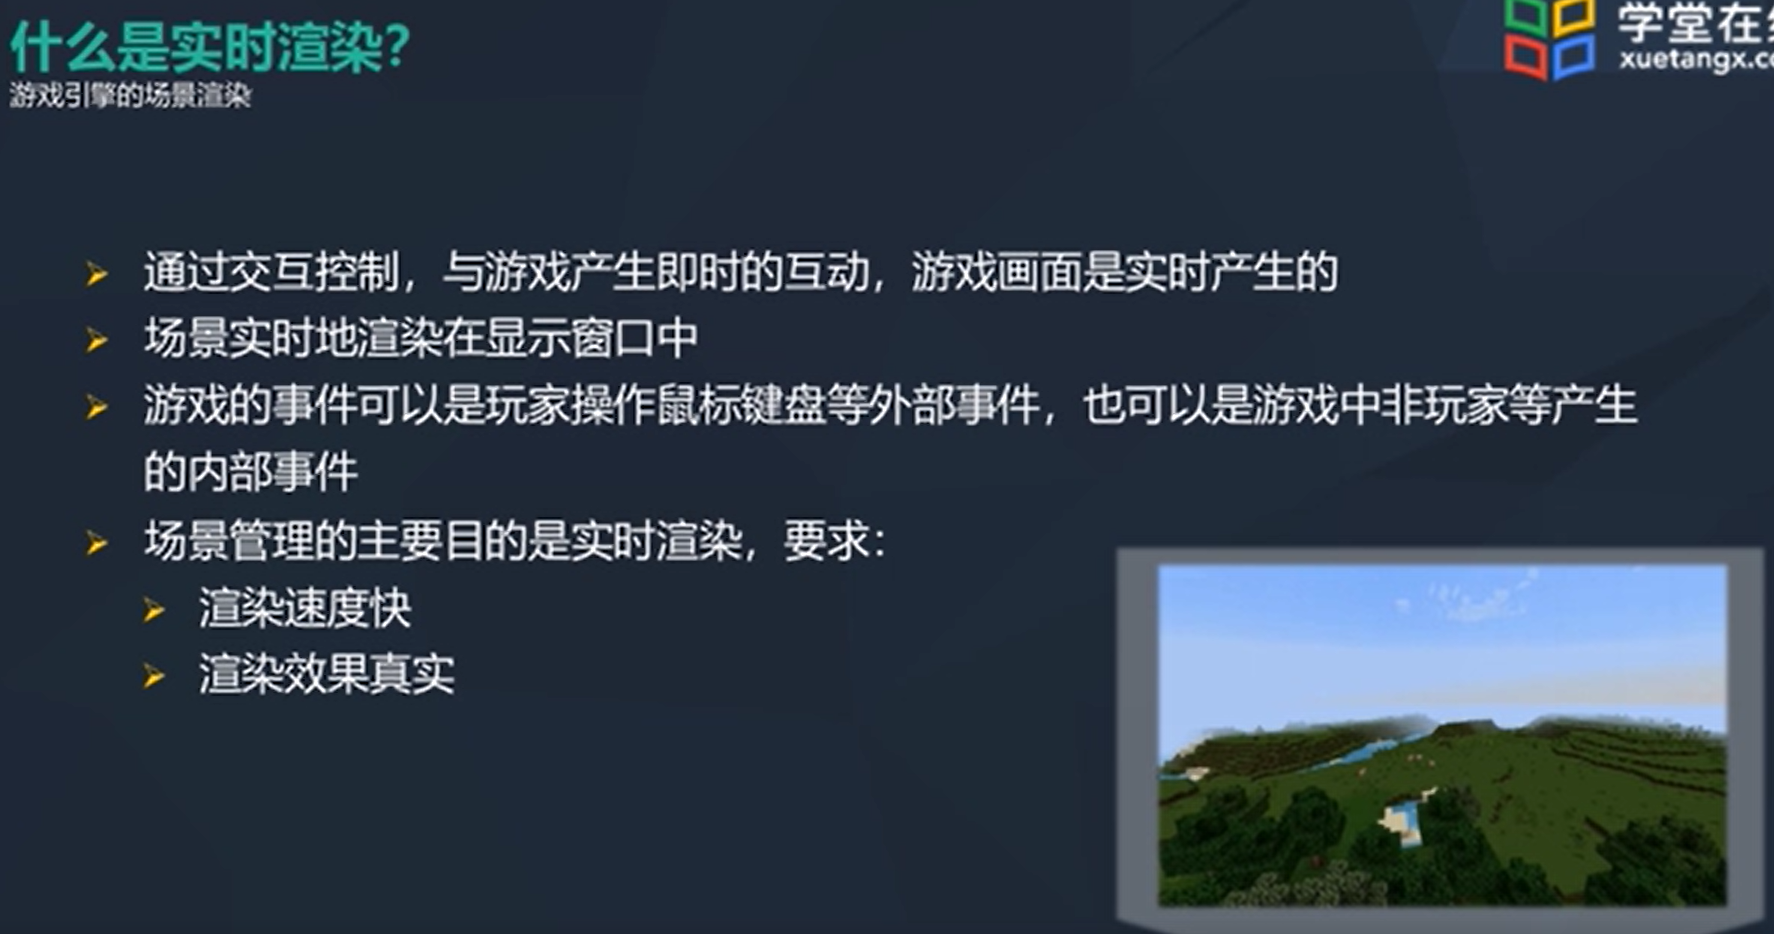 什么是实时渲染？
游戏引擎的场景渲染
学堂在
xuetangx.co
通过交互控制，与游戏产生即时的互动，游戏画面是实时产生的
场景实时地渲染在显示窗口中
游戏的事件可以是玩家操作鼠标键盘等外部事件，也可以是游戏中非玩家等产生
的内部事件
场景管理的主要目的是实时渲染，要求：
渲染速度快
渲染效果真实